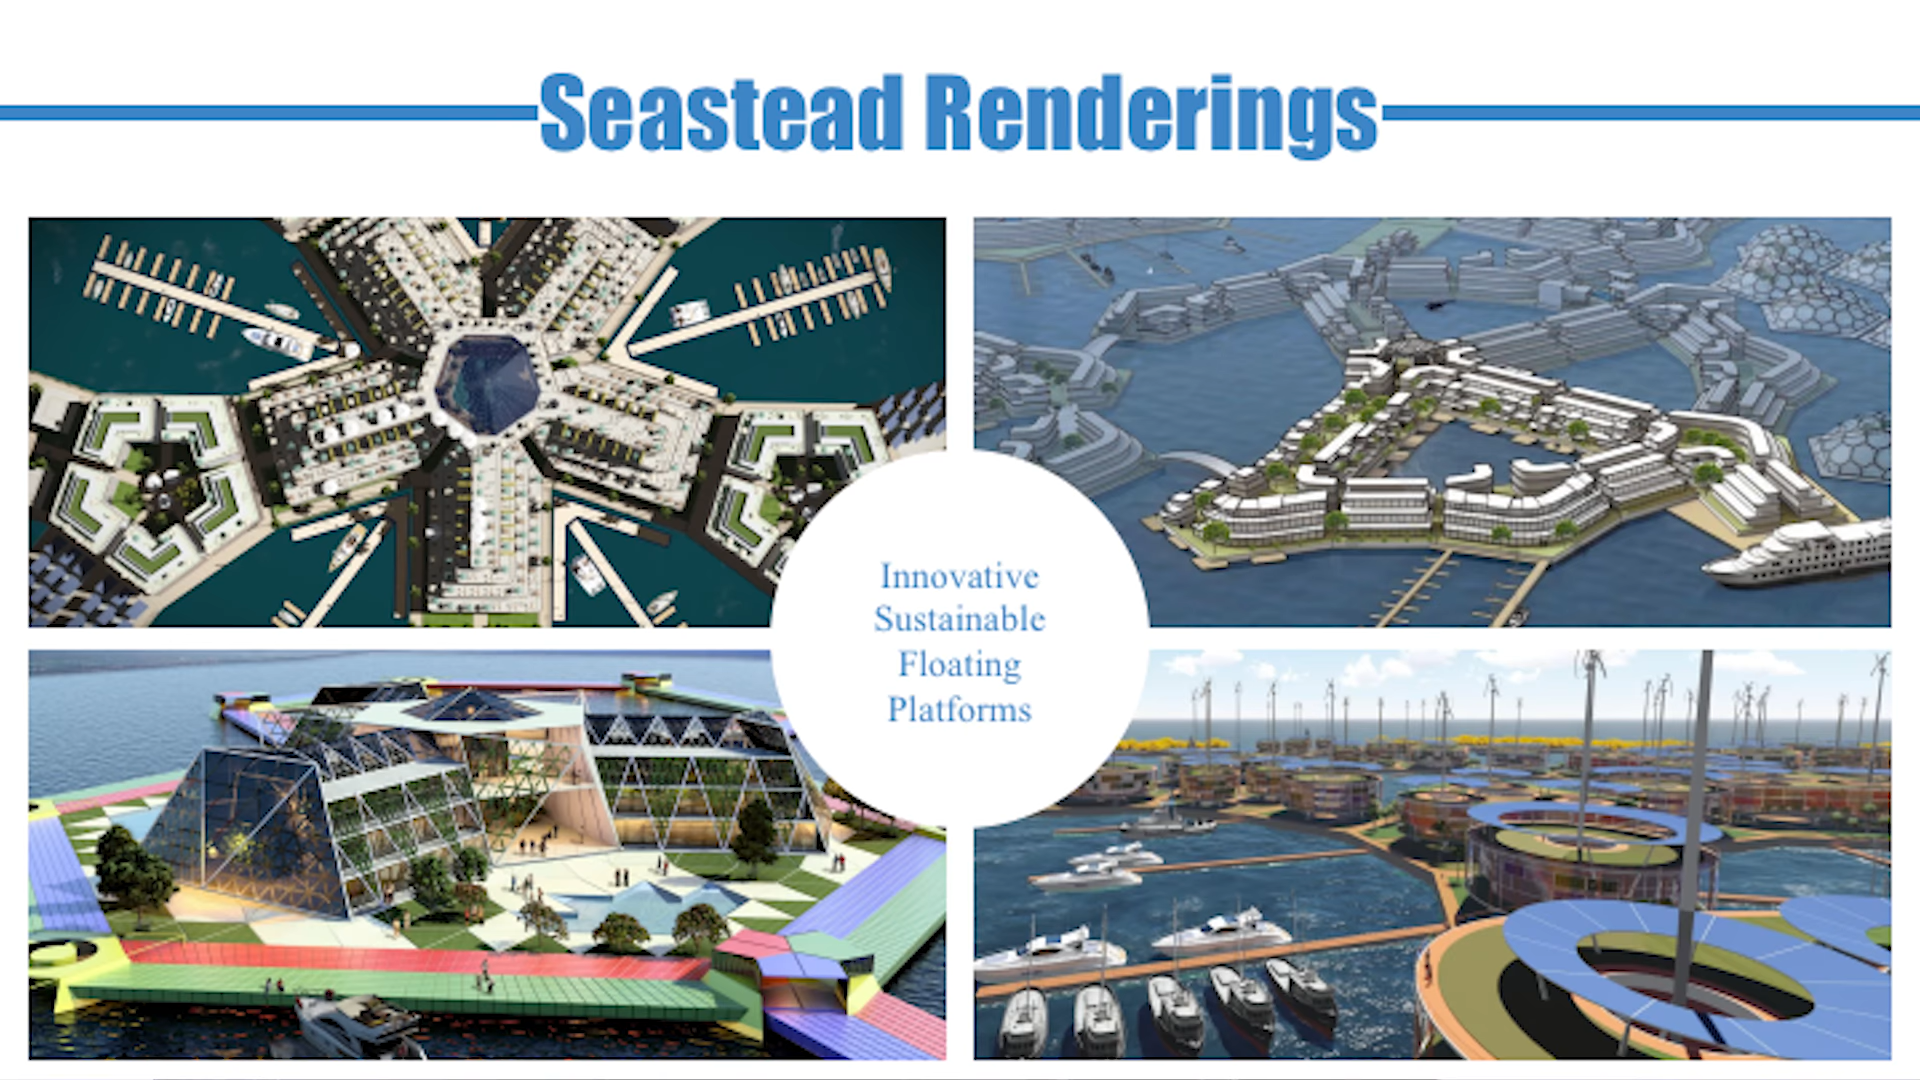 Seastead Renderings
Innovative
Sustainable
Floating
Platforms